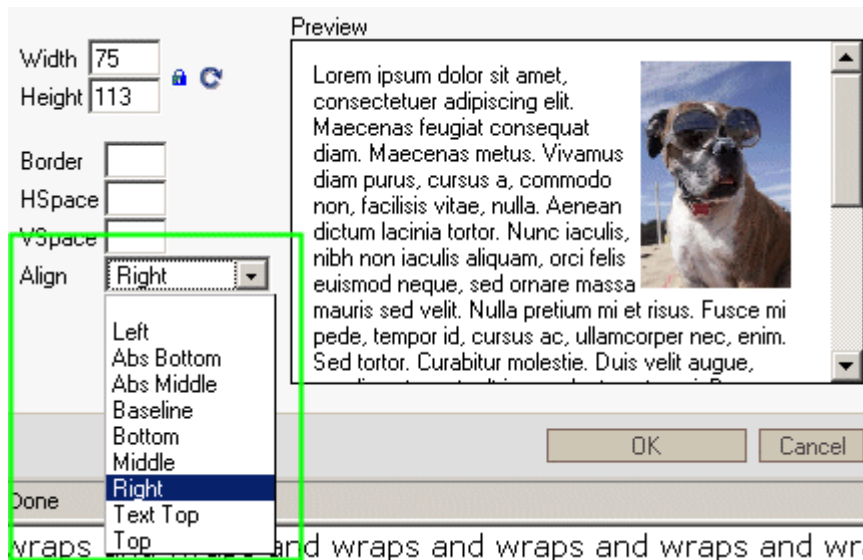 Preview
Width 75
Height 113
Border
HSpace
VSpace
Align Right
Left
Abs Bottom
Abs Middle
Baseline
Bottom
Middle
Right
Text Top
Top
Lorem ipsum dolor sit amet,
consectetuer adipiscing elit.
Maecenas feugiat consequat
diam. Maecenas metus. Vivamus
diam purus, cursus a, commodo
non, facilisis vitae, nulla. Aenean
dictum lacinia tortor. Nunc iaculis,
nibh non iaculis aliquam, orci felis
euismod neque, sed ornare massa
mauris sed velit. Nulla pretium mi et risus. Fusce mi
pede, tempor id, cursus ac, ullamcorper nec, enim.
Sed tortor. Curabitur molestie. Duis velit augue,
OK Cancel
Done
wraps and wraps and wraps and wraps and wr